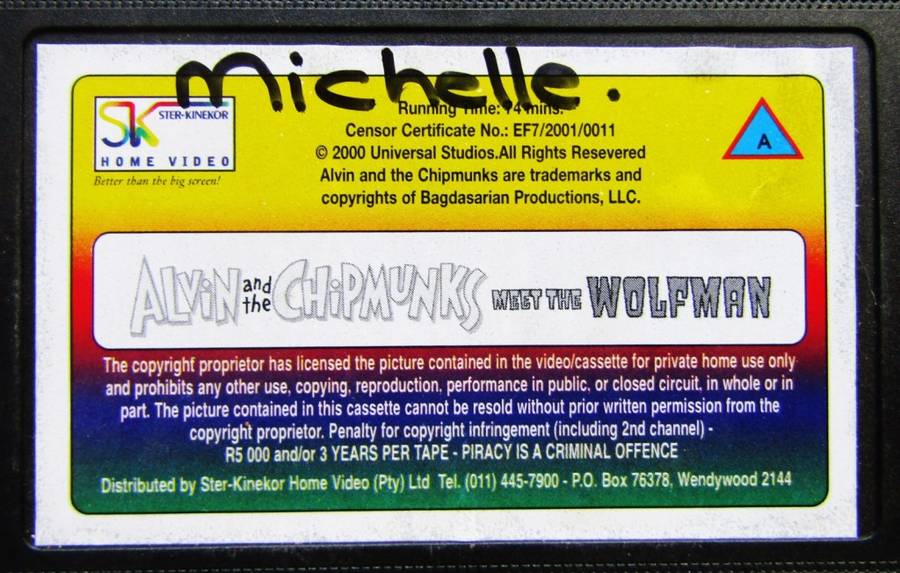 Michelle.
SK STER-KINEKOR
HOME VIDEO
Better than the big screen!
Running Time: 74 mins.
Censor Certificate No.: EF7/2001/0011
© 2000 Universal Studios.All Rights Resevered
Alvin and the Chipmunks are trademarks and
copyrights of Bagdasarian Productions, LLC.
A
ALViN and the CHiPMUNKS MEET THE WOLFMAN
The copyright proprietor has licensed the picture contained in the video/cassette for private home use only
and prohibits any other use, copying, reproduction, performance in public, or closed circuit, in whole or in
part. The picture contained in this cassette cannot be resold without prior written permission from the
copyright proprietor. Penalty for copyright infringement (including 2nd channel) -
R5 000 and/or 3 YEARS PER TAPE - PIRACY IS A CRIMINAL OFFENCE
Distributed by Ster-Kinekor Home Video (Pty) Ltd Tel. (011) 445-7900 - P.O. Box 76378, Wendywood 2144